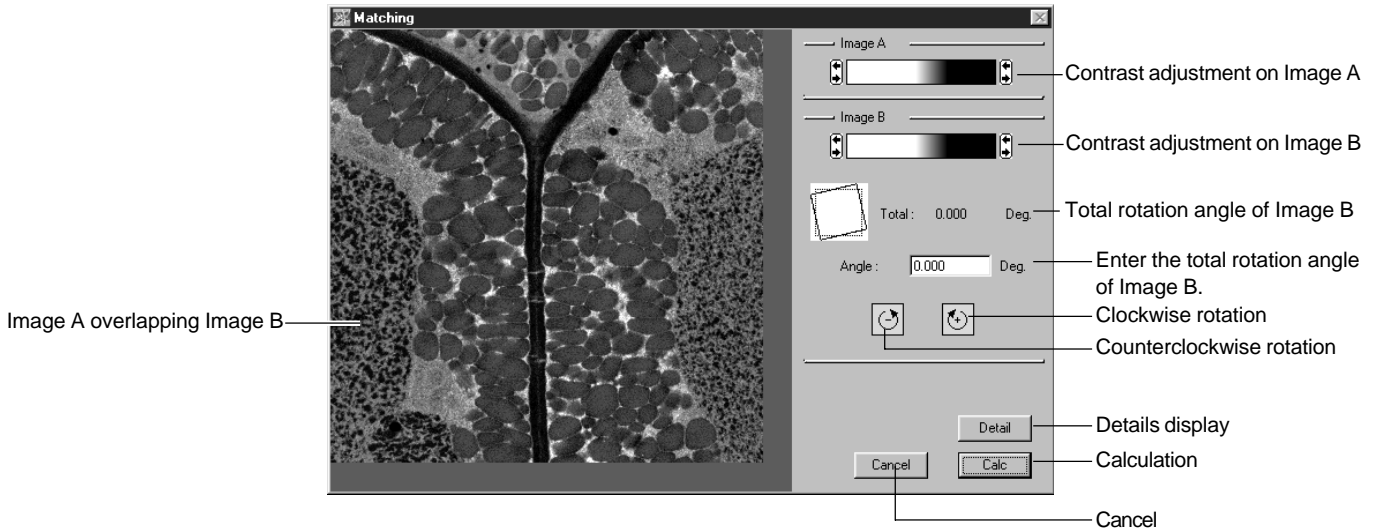 Matching
Image A
Contrast adjustment on Image A
Image B
Contrast adjustment on Image B
Total : 0.000 Deg.
Total rotation angle of Image B
Angle : 0.000 Deg.
Enter the total rotation angle
of Image B.
Image A overlapping Image B
- +
Clockwise rotation
Counterclockwise rotation
Detail
Details display
Cancel
Calc
Calculation
Cancel